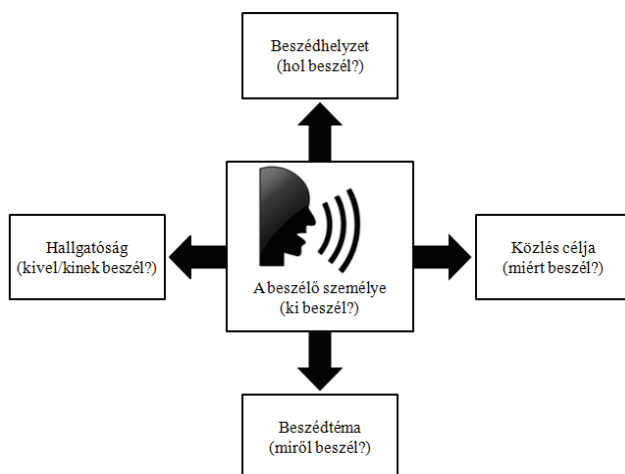 Beszédhelyzet
(hol beszél?)
Hallgatóság
(kivel/kinek beszél?)
A beszélő személye
(ki beszél?)
Közlés célja
(miért beszél?)
Beszédtéma
(miről beszél?)